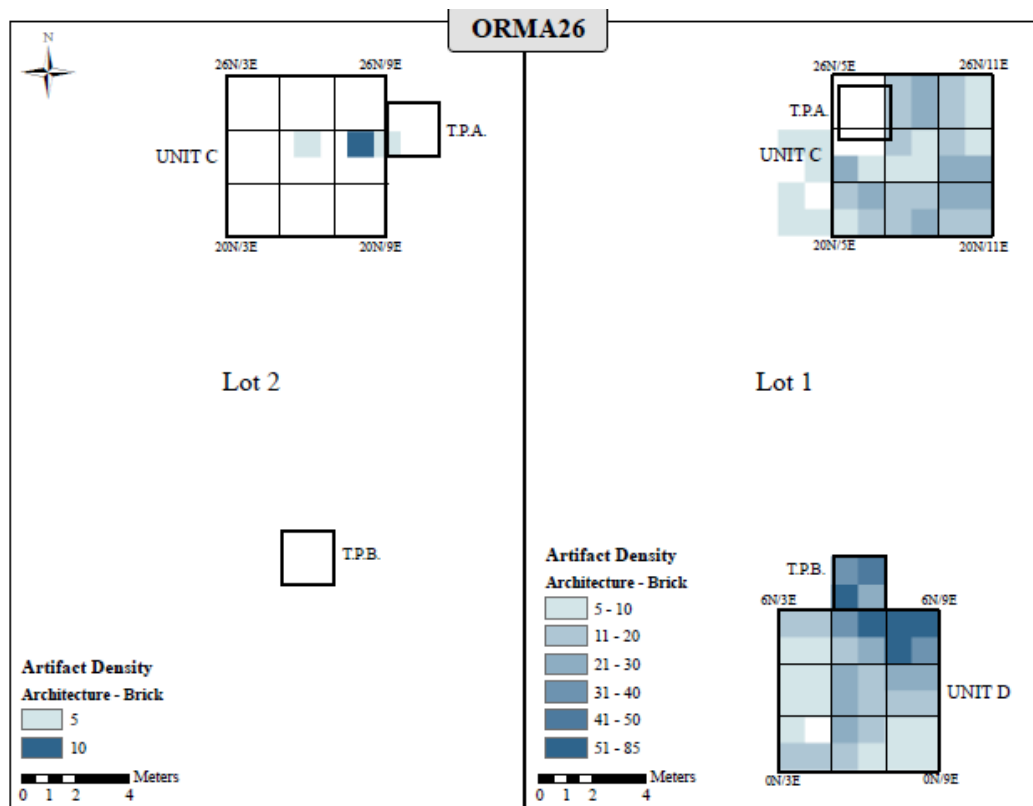 ORMA26
N
26N/3E
26N/9E
T.P.A.
UNIT C
20N/3E
20N/9E
Lot 2
T.P.B.
Artifact Density
Architecture - Brick
5
10
Meters
0 1 2 4
26N/5E
26N/11E
T.P.A.
UNIT C
20N/5E
20N/11E
Lot 1
T.P.B.
6N/3E
6N/9E
UNIT D
0N/3E
0N/9E
Artifact Density
Architecture - Brick
5 - 10
11 - 20
21 - 30
31 - 40
41 - 50
51 - 85
Meters
0 1 2 4